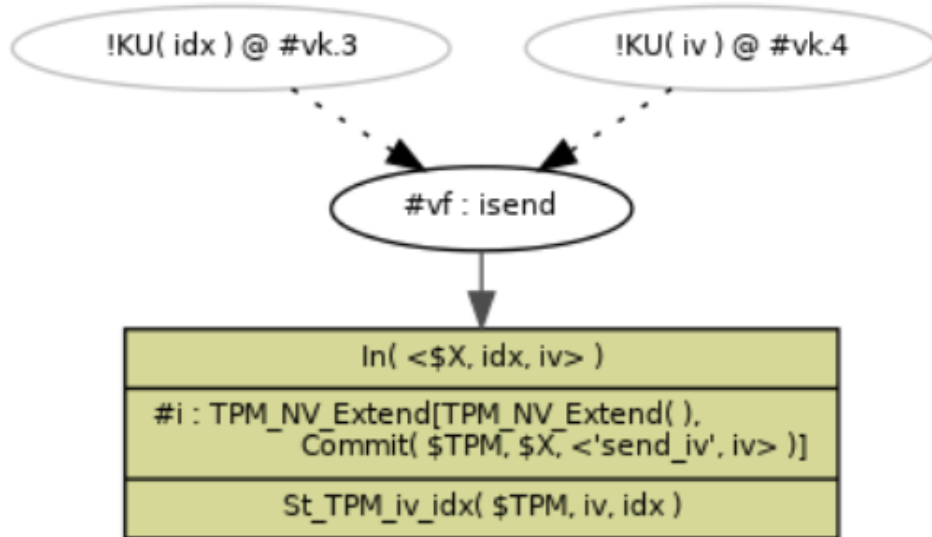 !KU( idx ) @ #vk.3
!KU( iv ) @ #vk.4
#vf : isend
In( <$X, idx, iv> )
#i : TPM_NV_Extend[TPM_NV_Extend( ),
Commit( $TPM, $X, <'send_iv', iv> )]
St_TPM_iv_idx( $TPM, iv, idx )